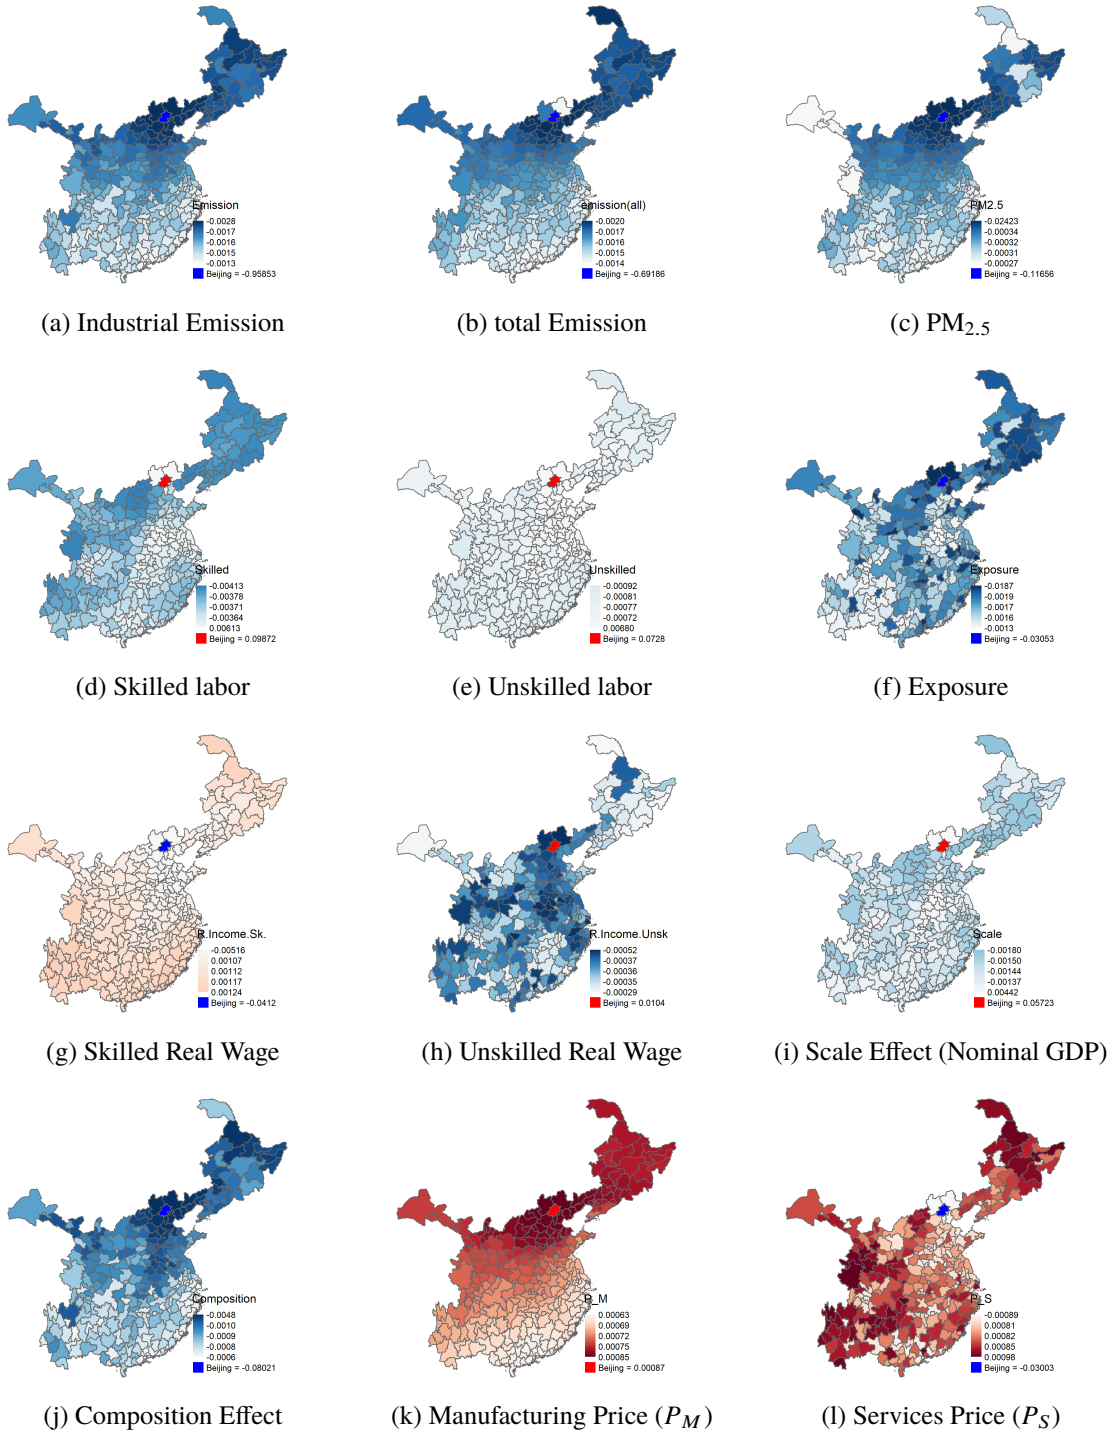 Emission
-0.0028
-0.0017
-0.0016
-0.0015
-0.0013
Beijing = -0.95853
emission(all)
-0.0020
-0.0017
-0.0016
-0.0015
-0.0014
Beijing = -0.69186
PM2.5
-0.02423
-0.00034
-0.00032
-0.00031
-0.00027
Beijing = -0.11656
(a) Industrial Emission
(b) total Emission
(c) PM2.5
Skilled
-0.00413
-0.00378
-0.00371
-0.00364
0.00613
Beijing = 0.09872
Unskilled
-0.00092
-0.00081
-0.00077
-0.00072
0.00680
Beijing = 0.0728
Exposure
-0.0187
-0.0019
-0.0017
-0.0016
-0.0013
Beijing = -0.03053
(d) Skilled labor
(e) Unskilled labor
(f) Exposure
R.Income.Sk.
-0.00516
0.00107
0.00112
0.00117
0.00124
Beijing = -0.0412
R.Income.Unsk
-0.00052
-0.00037
-0.00036
-0.00035
-0.00029
Beijing = 0.0104
Scale
-0.00180
-0.00150
-0.00144
-0.00137
0.00442
Beijing = 0.05723
(g) Skilled Real Wage
(h) Unskilled Real Wage
(i) Scale Effect (Nominal GDP)
Composition
-0.0048
-0.0010
-0.0009
-0.0008
-0.0006
Beijing = -0.08021
P_M
0.00063
0.00069
0.00072
0.00075
0.00085
Beijing = 0.00087
P_S
-0.00089
0.00081
0.00082
0.00085
0.00098
Beijing = -0.03003
(j) Composition Effect
(k) Manufacturing Price (P_M)
(l) Services Price (P_S)